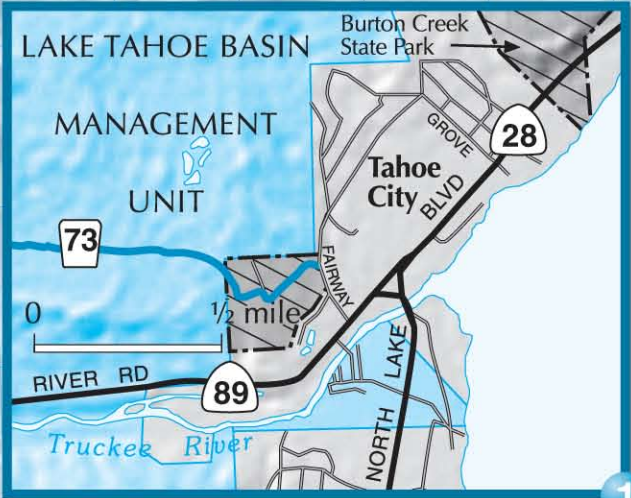 LAKE TAHOE BASIN
MANAGEMENT
UNIT
Burton Creek
State Park
28
GROVE
Tahoe
City
BLVD
73
FAIRWAY
0
½ mile
RIVER RD
89
NORTH LAKE
Truckee River